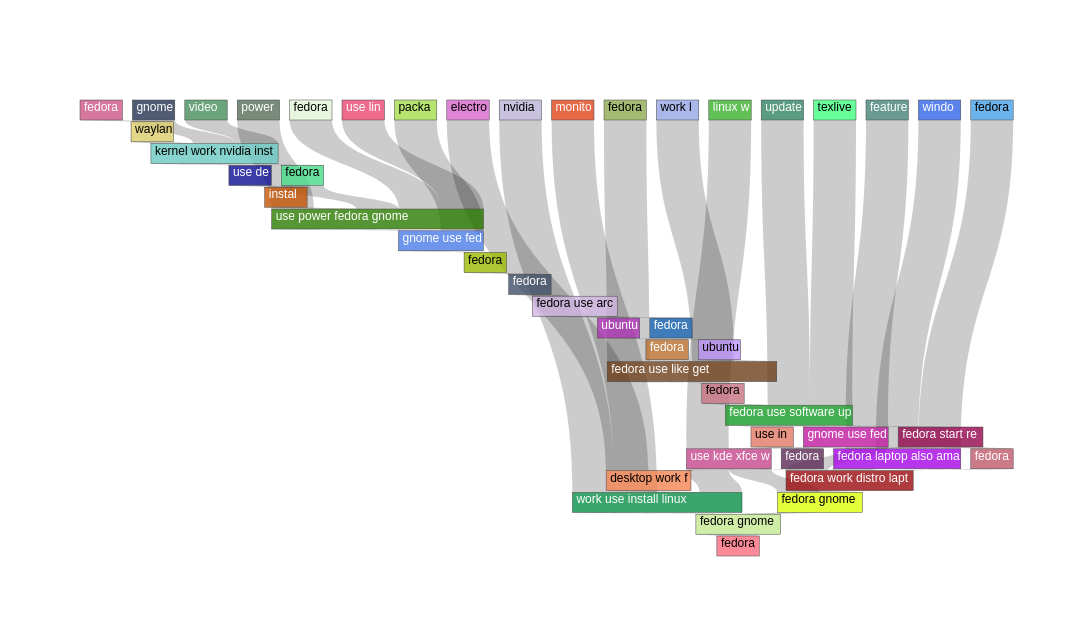 fedora gnome video power fedora use lin packa electro nvidia monito fedora work l linux w update texlive feature windo fedora
waylan
kernel work nvidia inst
use de fedora
instal
use power fedora gnome
gnome use fed
fedora
fedora
fedora use arc
ubuntu fedora
fedora ubuntu
fedora use like get
fedora
fedora use software up
use in gnome use fed fedora start re
use kde xfce w fedora fedora laptop also ama fedora
desktop work f fedora work distro lapt
work use install linux fedora gnome
fedora gnome
fedora